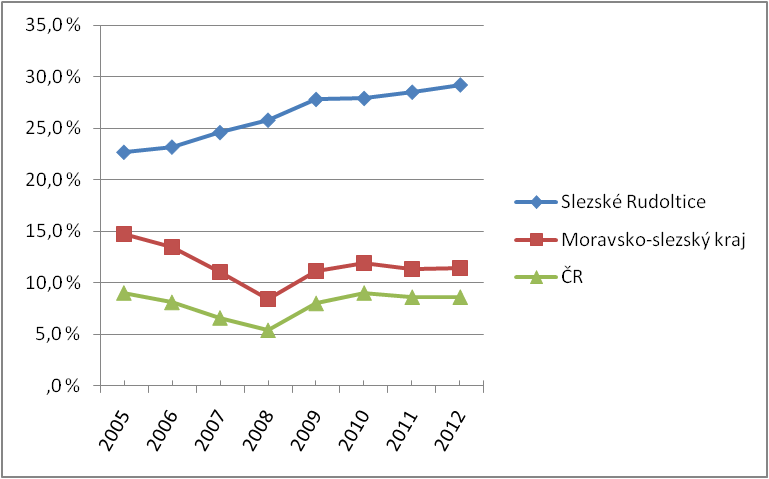 35,0 %
30,0 %
25,0 %
20,0 %
15,0 %
10,0 %
5,0 %
,0 %
2005 2006 2007 2008 2009 2010 2011 2012
Slezské Rudoltice
Moravsko-slezský kraj
ČR